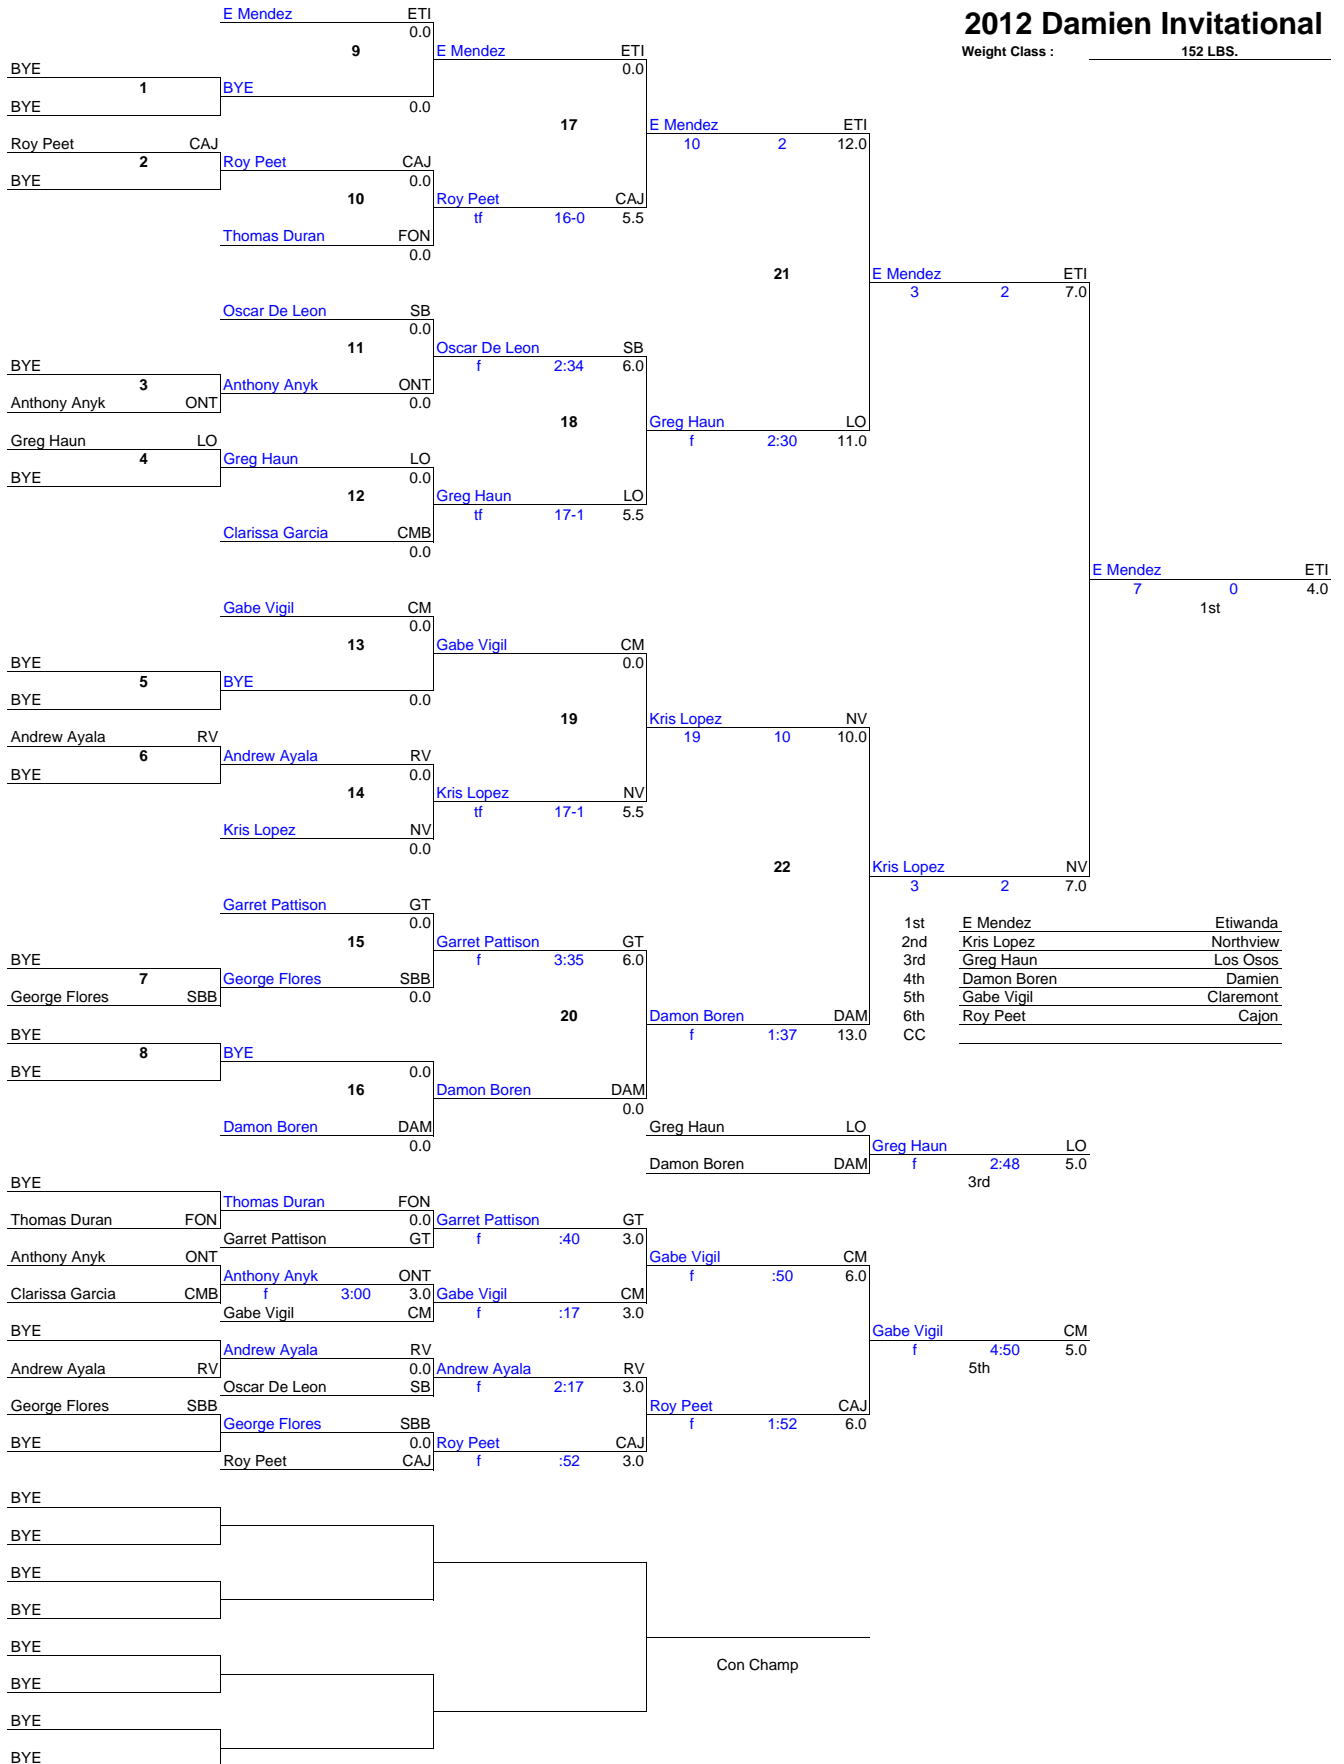 E Mendez ETI
2012 Damien Invitational
0.0
9
E Mendez ETI
Weight Class : 152 LBS.
BYE
0.0
1
BYE
BYE
0.0
17
E Mendez ETI
Roy Peet CAJ
10 2 12.0
2
Roy Peet CAJ
BYE
0.0
10
Roy Peet CAJ
tf 16-0 5.5
Thomas Duran FON
0.0
21
E Mendez ETI
3 2 7.0
Oscar De Leon SB
0.0
11
Oscar De Leon SB
BYE
f 2:34 6.0
3
Anthony Anyk ONT
Anthony Anyk ONT
0.0
18
Greg Haun LO
Greg Haun LO
f 2:30 11.0
4
Greg Haun LO
BYE
0.0
12
Greg Haun LO
tf 17-1 5.5
Clarissa Garcia CMB
0.0
E Mendez ETI
7 0 4.0
1st
Gabe Vigil CM
0.0
13
Gabe Vigil CM
BYE
0.0
5
BYE
BYE
0.0
19
Kris Lopez NV
Andrew Ayala RV
19 10 10.0
6
Andrew Ayala RV
BYE
0.0
14
Kris Lopez NV
tf 17-1 5.5
Kris Lopez NV
0.0
22
Kris Lopez NV
3 2 7.0
Garret Pattison GT
0.0
1st E Mendez Etiwanda
15
Garret Pattison GT
2nd Kris Lopez Northview
BYE
f 3:35 6.0
3rd Greg Haun Los Osos
7
George Flores SBB
4th Damon Boren Damien
George Flores SBB
0.0
5th Gabe Vigil Claremont
20
Damon Boren DAM
6th Roy Peet Cajon
BYE
f 1:37 13.0
CC
8
BYE
BYE
0.0
16
Damon Boren DAM
0.0
Damon Boren DAM
0.0
Greg Haun LO
Greg Haun LO
Damon Boren DAM
f 2:48 5.0
3rd
BYE
Thomas Duran FON
Thomas Duran FON
0.0
Garret Pattison GT
Garret Pattison GT
f :40 3.0
Anthony Anyk ONT
Gabe Vigil CM
Anthony Anyk ONT
f :50 6.0
Clarissa Garcia CMB
f 3:00 3.0
Gabe Vigil CM
Gabe Vigil CM
f :17 3.0
BYE
Gabe Vigil CM
Andrew Ayala RV
f 4:50 5.0
Andrew Ayala RV
0.0
Andrew Ayala RV
5th
Oscar De Leon SB
f 2:17 3.0
George Flores SBB
Roy Peet CAJ
George Flores SBB
f 1:52 6.0
BYE
0.0
Roy Peet CAJ
Roy Peet CAJ
f :52 3.0
BYE
BYE
BYE
BYE
BYE
Con Champ
BYE
BYE
BYE